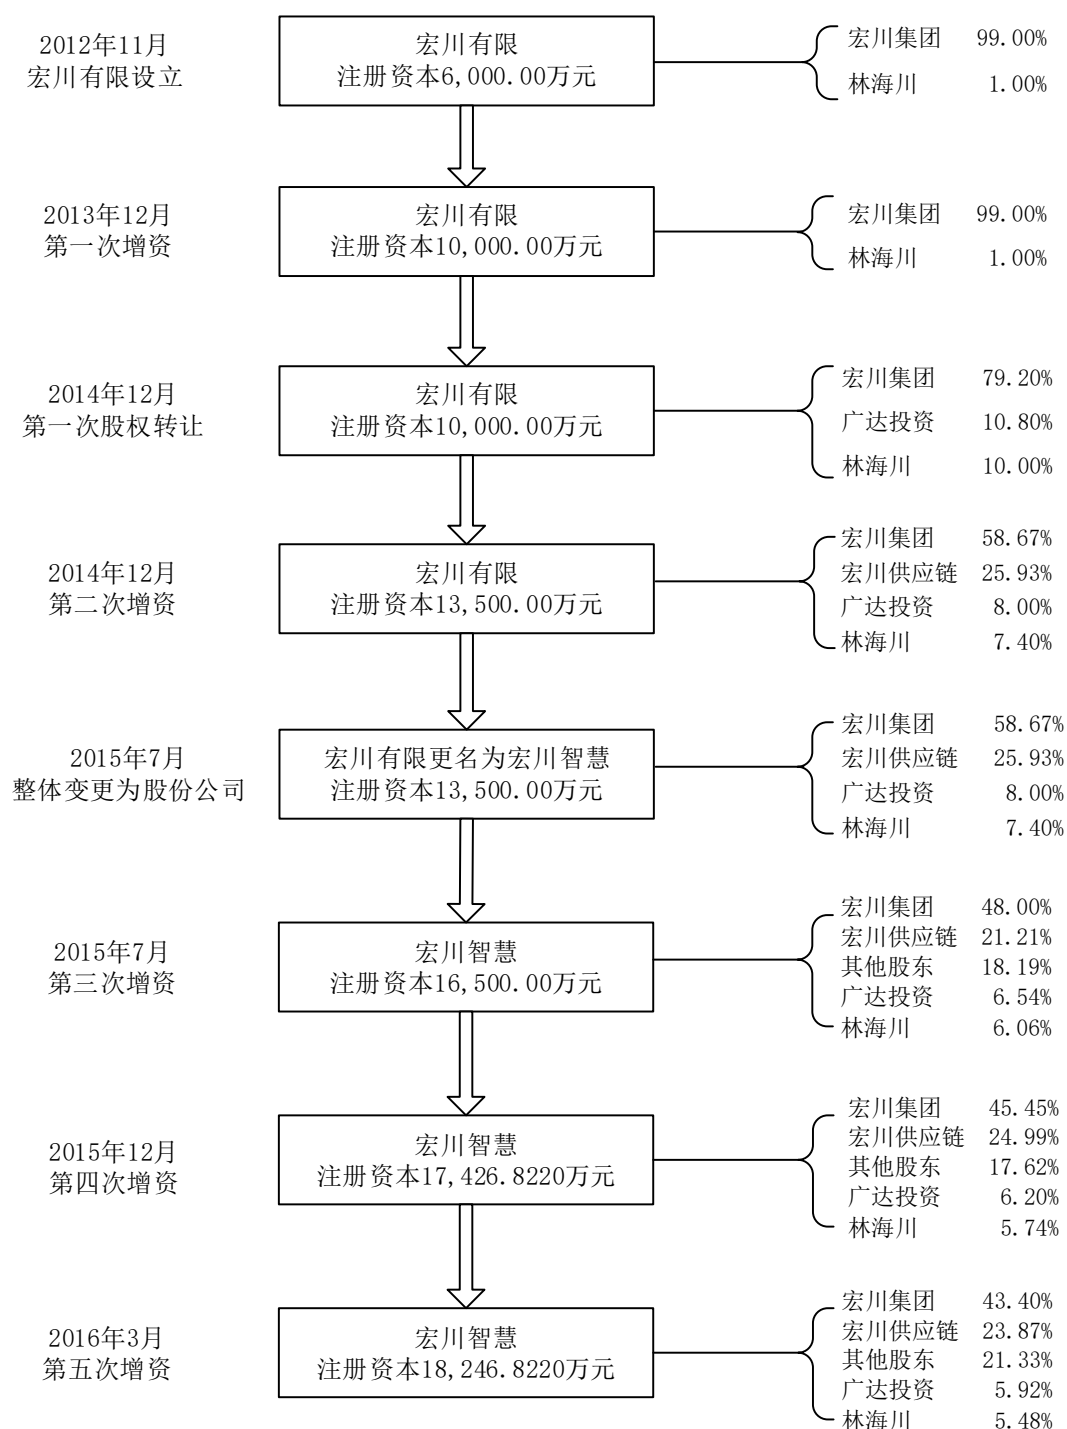 2012年11月
宏川有限设立
宏川有限
注册资本6,000.00万元
宏川集团 99.00%
林海川 1.00%
2013年12月
第一次增资
宏川有限
注册资本10,000.00万元
宏川集团 99.00%
林海川 1.00%
2014年12月
第一次股权转让
宏川有限
注册资本10,000.00万元
宏川集团 79.20%
广达投资 10.80%
林海川 10.00%
2014年12月
第二次增资
宏川有限
注册资本13,500.00万元
宏川集团 58.67%
宏川供应链 25.93%
广达投资 8.00%
林海川 7.40%
2015年7月
整体变更为股份公司
宏川有限更名为宏川智慧
注册资本13,500.00万元
宏川集团 58.67%
宏川供应链 25.93%
广达投资 8.00%
林海川 7.40%
2015年7月
第三次增资
宏川智慧
注册资本16,500.00万元
宏川集团 48.00%
宏川供应链 21.21%
其他股东 18.19%
广达投资 6.54%
林海川 6.06%
2015年12月
第四次增资
宏川智慧
注册资本17,426.8220万元
宏川集团 45.45%
宏川供应链 24.99%
其他股东 17.62%
广达投资 6.20%
林海川 5.74%
2016年3月
第五次增资
宏川智慧
注册资本18,246.8220万元
宏川集团 43.40%
宏川供应链 23.87%
其他股东 21.33%
广达投资 5.92%
林海川 5.48%